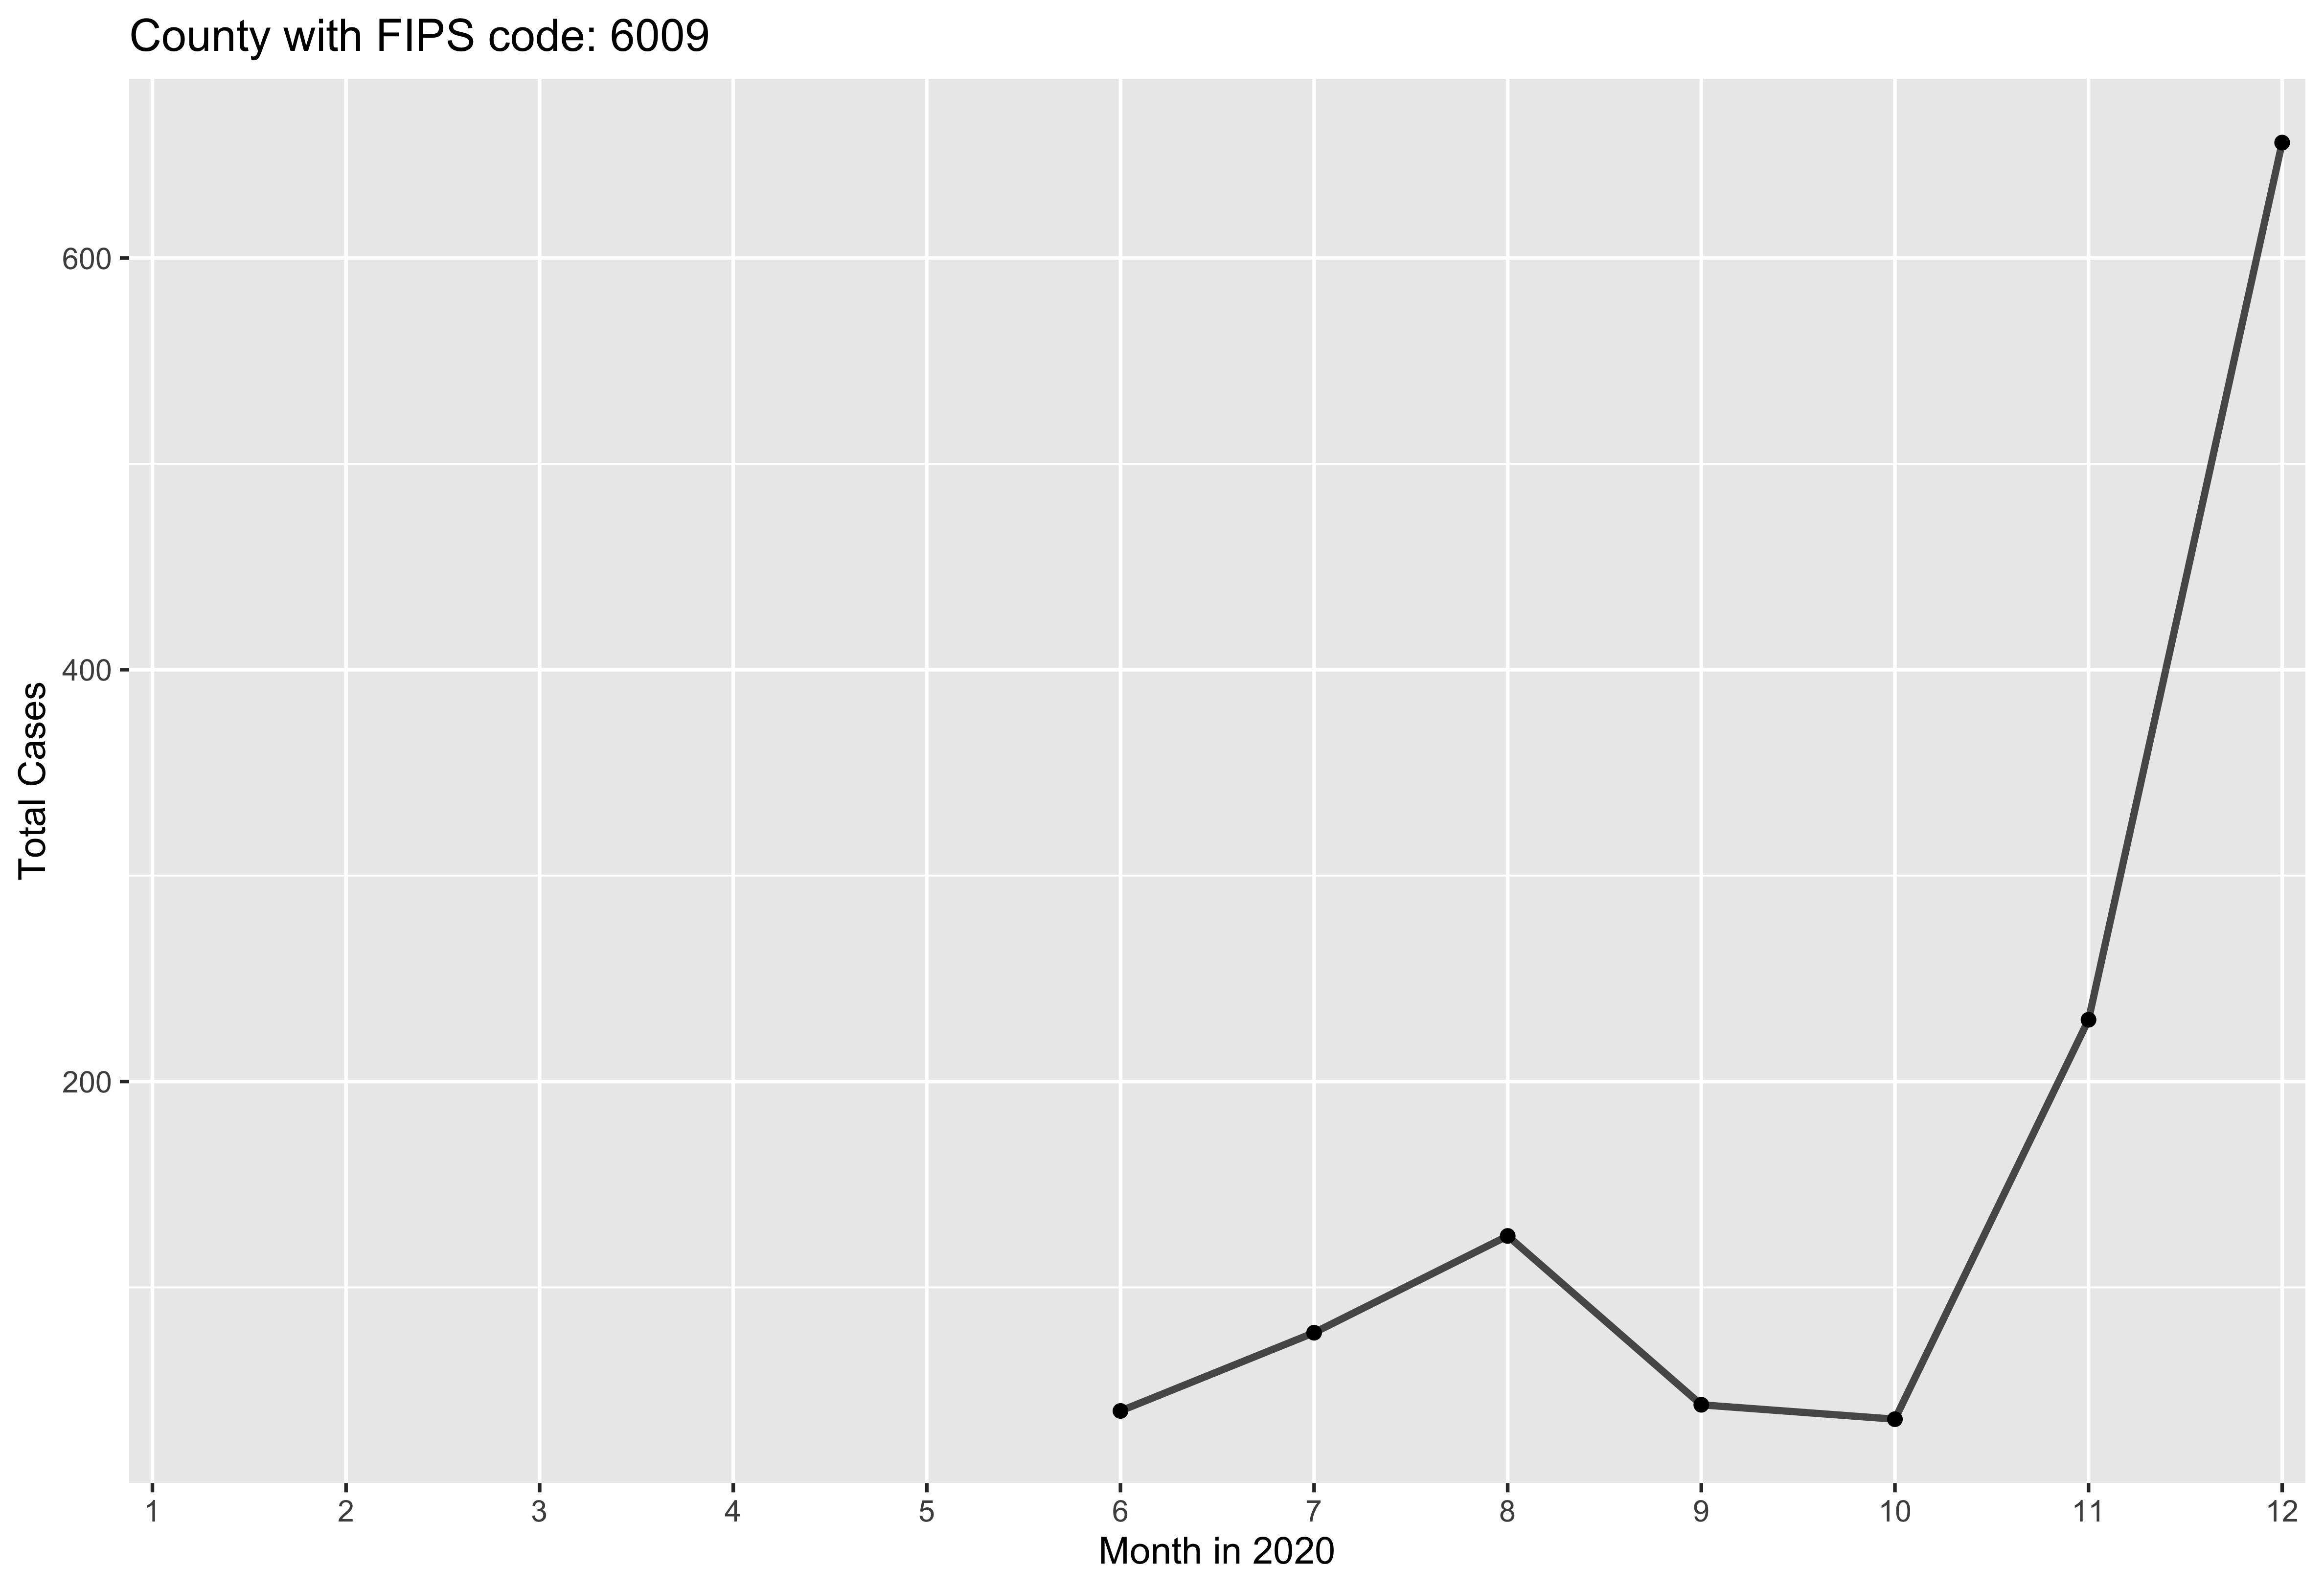 County with FIPS code: 6009
Total Cases
600
400
200
1 2 3 4 5 6 7 8 9 10 11 12
Month in 2020